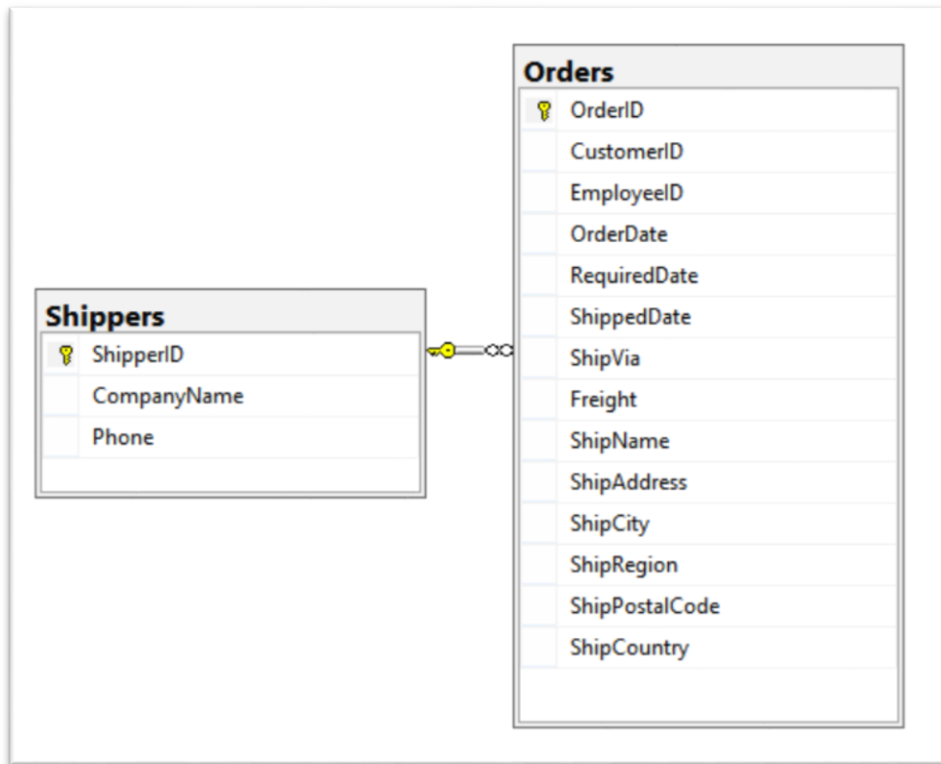 Shippers
ShipperID
CompanyName
Phone
Orders
OrderID
CustomerID
EmployeeID
OrderDate
RequiredDate
ShippedDate
ShipVia
Freight
ShipName
ShipAddress
ShipCity
ShipRegion
ShipPostalCode
ShipCountry